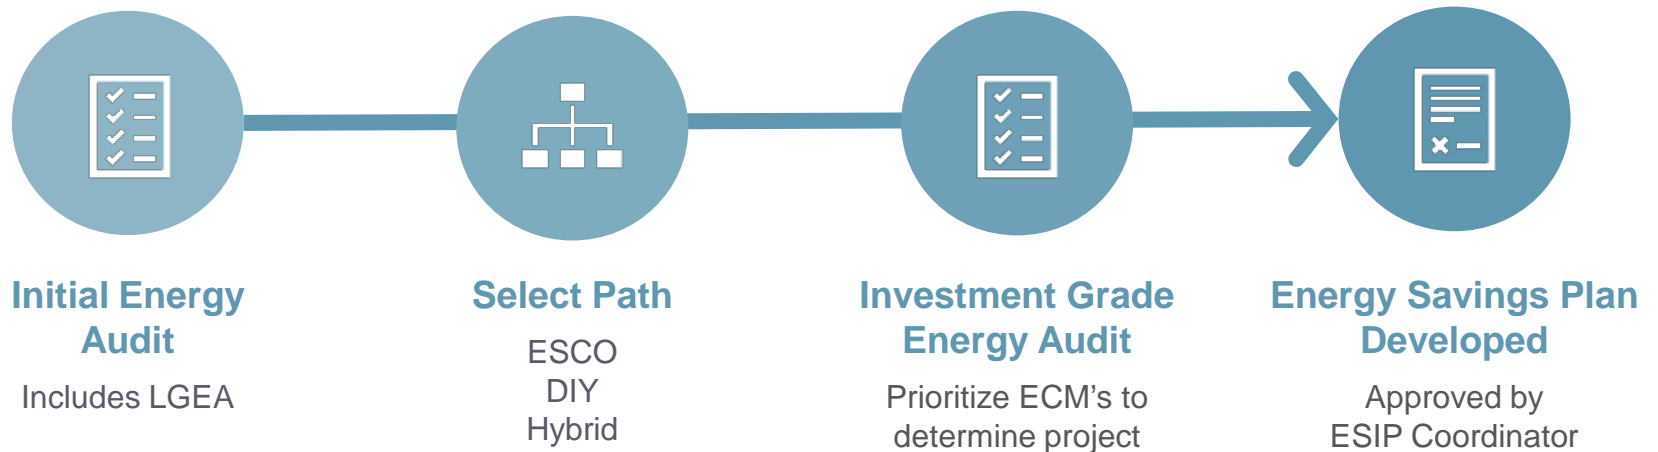 Initial Energy
Audit
Includes LGEA
Select Path
ESCO
DIY
Hybrid
Investment Grade
Energy Audit
Prioritize ECM's to
determine project
Energy Savings Plan
Developed
Approved by
ESIP Coordinator